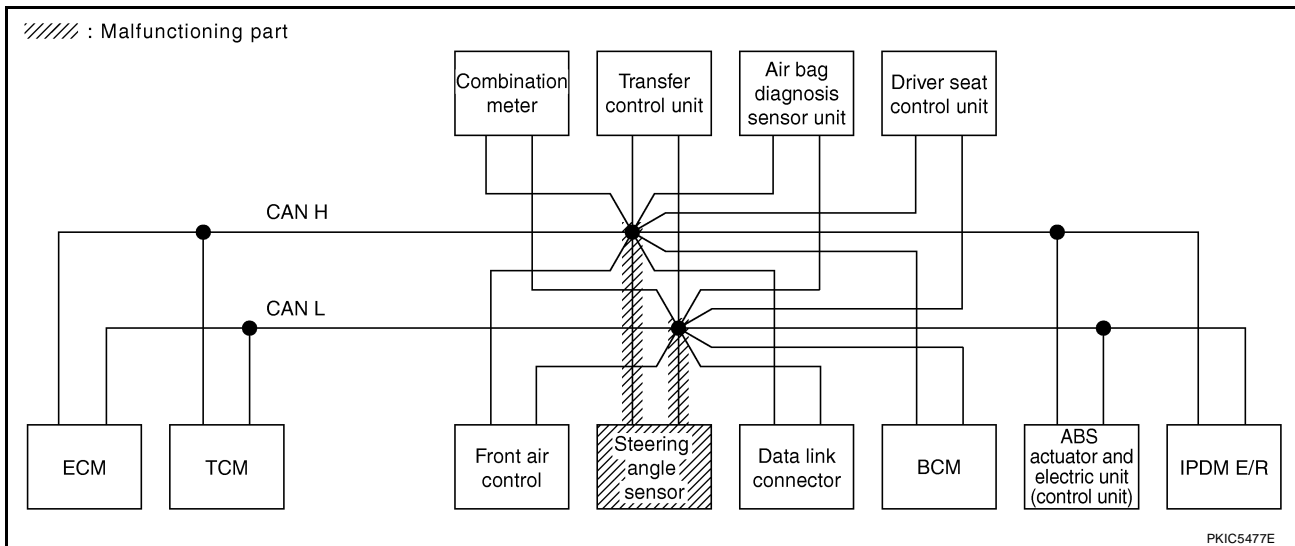 : Malfunctioning part
Combination
meter
Transfer
control unit
Air bag
diagnosis
sensor unit
Driver seat
control unit
CAN H
CAN L
ECM
TCM
Front air
control
Steering
angle
sensor
Data link
connector
BCM
ABS
actuator and
electric unit
(control unit)
IPDM E/R
PKIC5477E